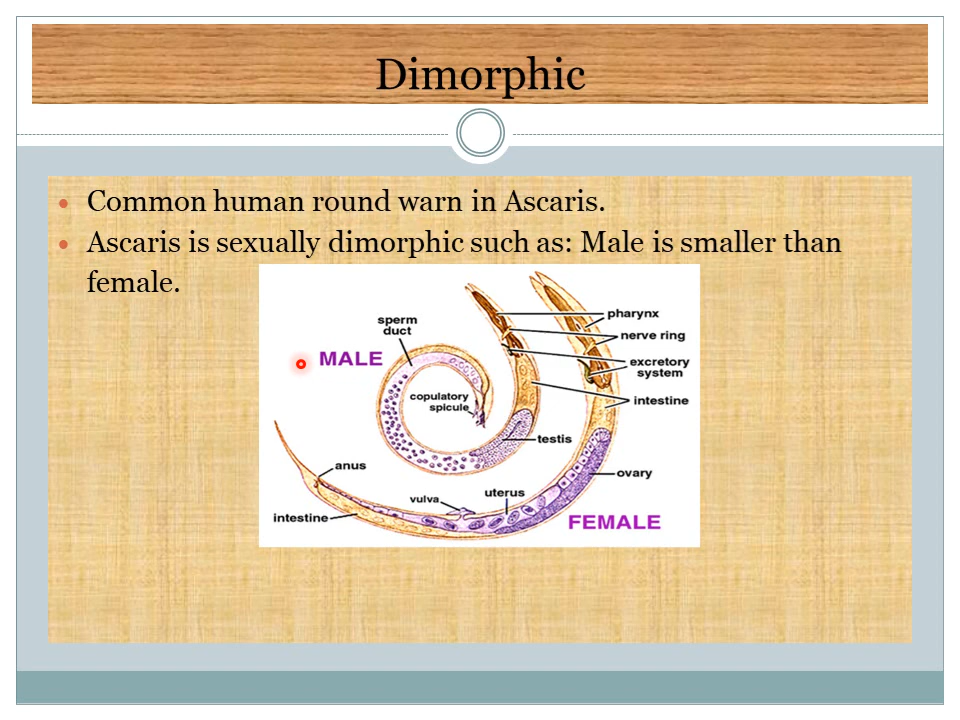 Dimorphic
Common human round warn in Ascaris.
Ascaris is sexually dimorphic such as: Male is smaller than
female.
sperm
duct
MALE
copulatory
spicule
pharynx
nerve ring
excretory
system
intestine
testis
ovary
anus
vulva
uterus
intestine
FEMALE